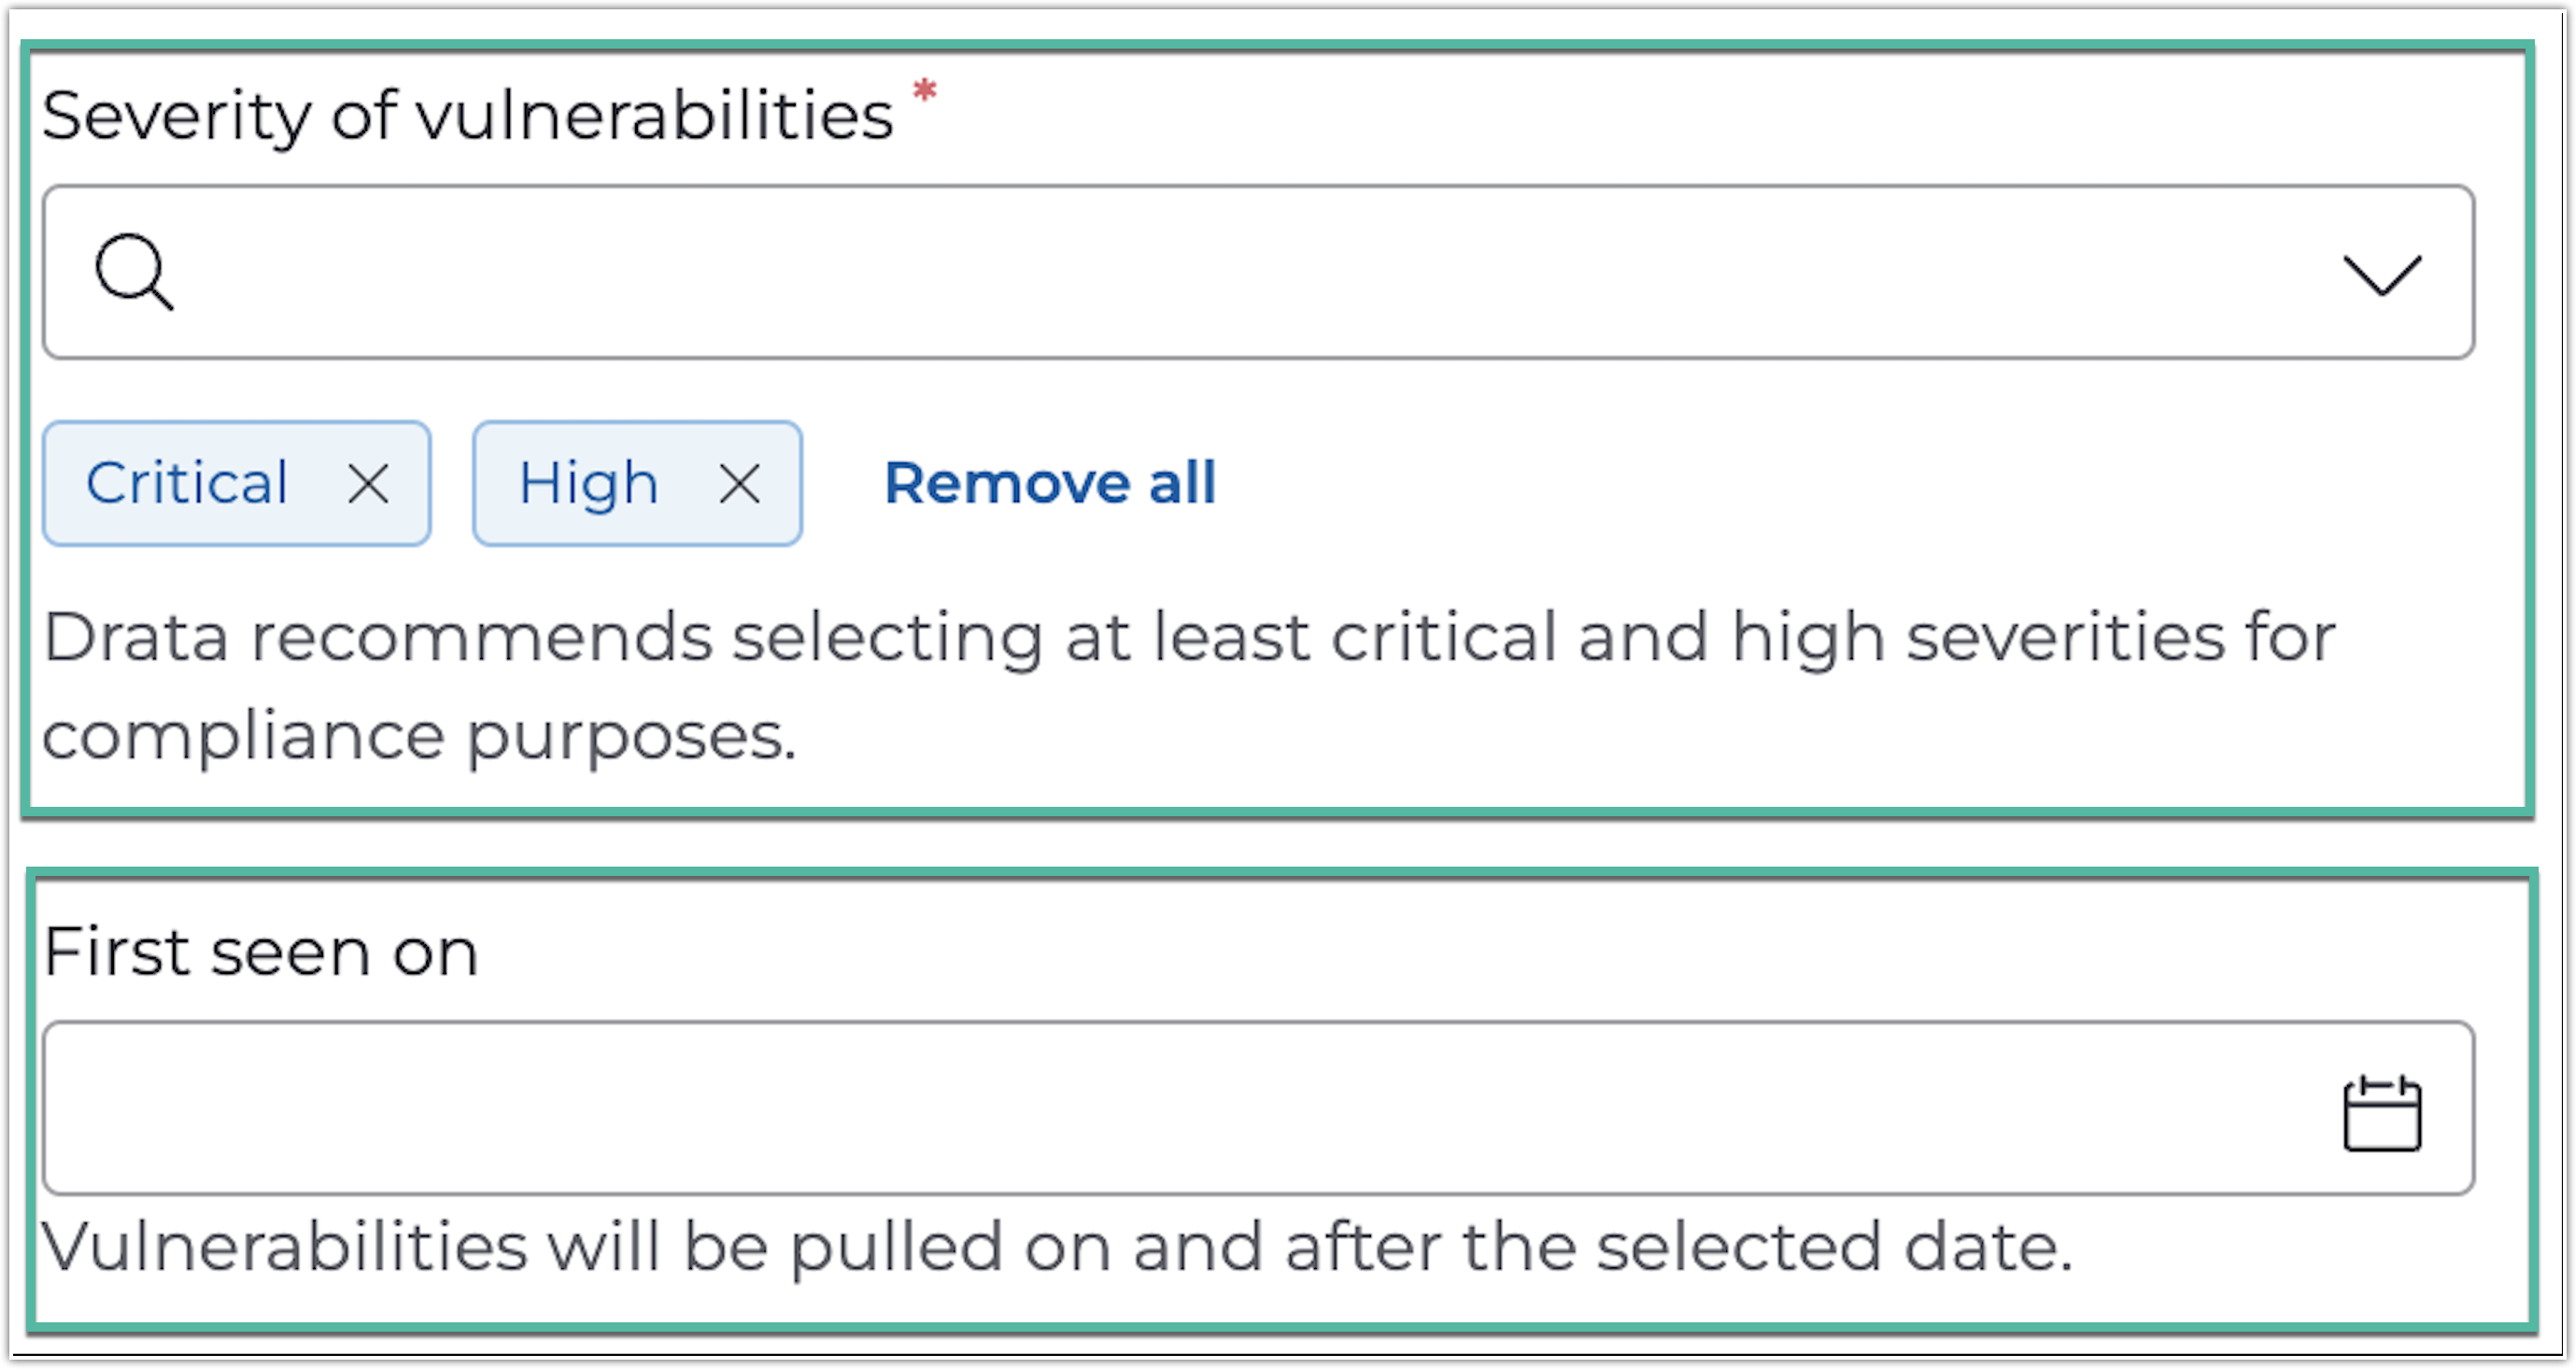 Severity of vulnerabilities *
Critical High Remove all
Drata recommends selecting at least critical and high severities for
compliance purposes.
First seen on
Vulnerabilities will be pulled on and after the selected date.